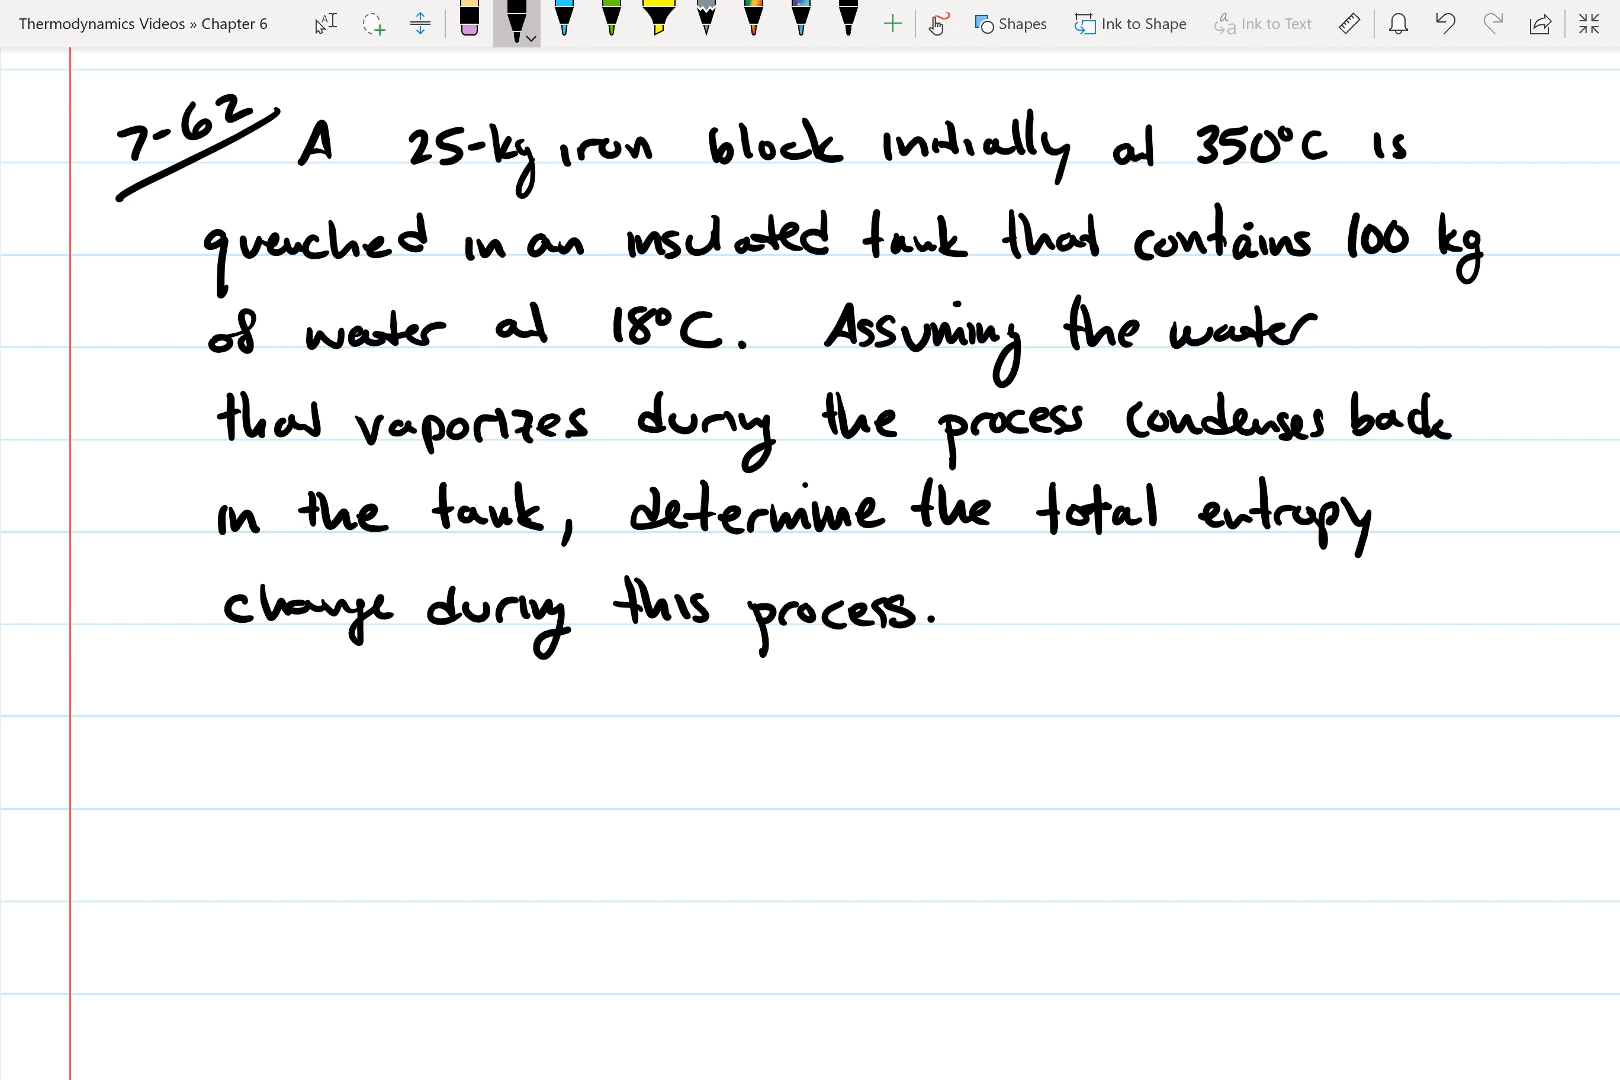 Thermodynamics Videos » Chapter 6
Shapes
Ink to Shape
Ink to Text
7-62 A 25-kg iron block initially at 350°C is
quenched in an insulated tank that contains 100 kg
of water at 18°C. Assuming the water
that vaporizes during the process condenses back
in the tank, determine the total entropy
change during this process.